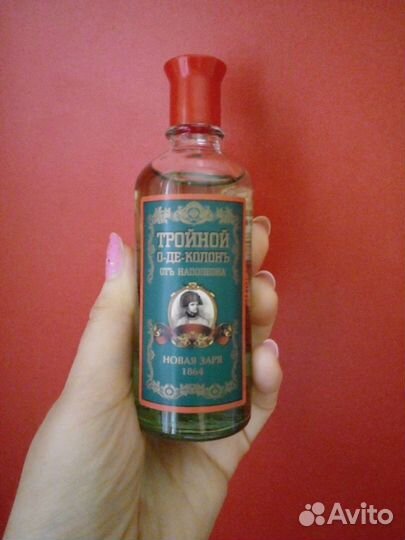 ТРОЙНОЙ
О-ДЕ-КОЛОНЪ
ОТЪ НАПОЛЕОНА
НОВАЯ ЗАРЯ
1864
Avito